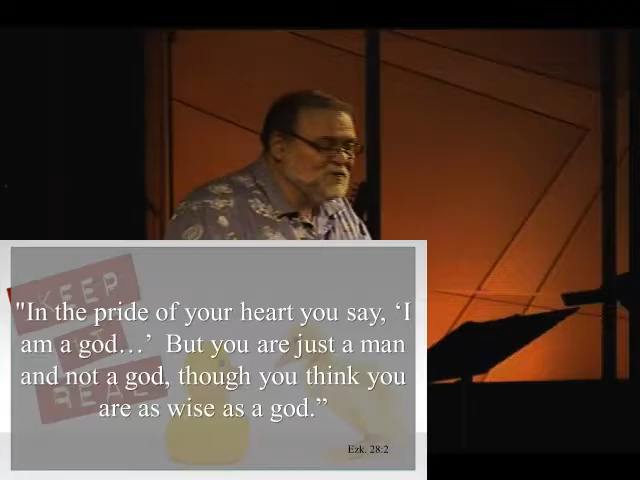 KEEP
"In the pride of your heart you say, ‘I
am a god…’ But you are just a man
and not a god, though you think you
are as wise as a god.”
REAL
Ezk. 28:2